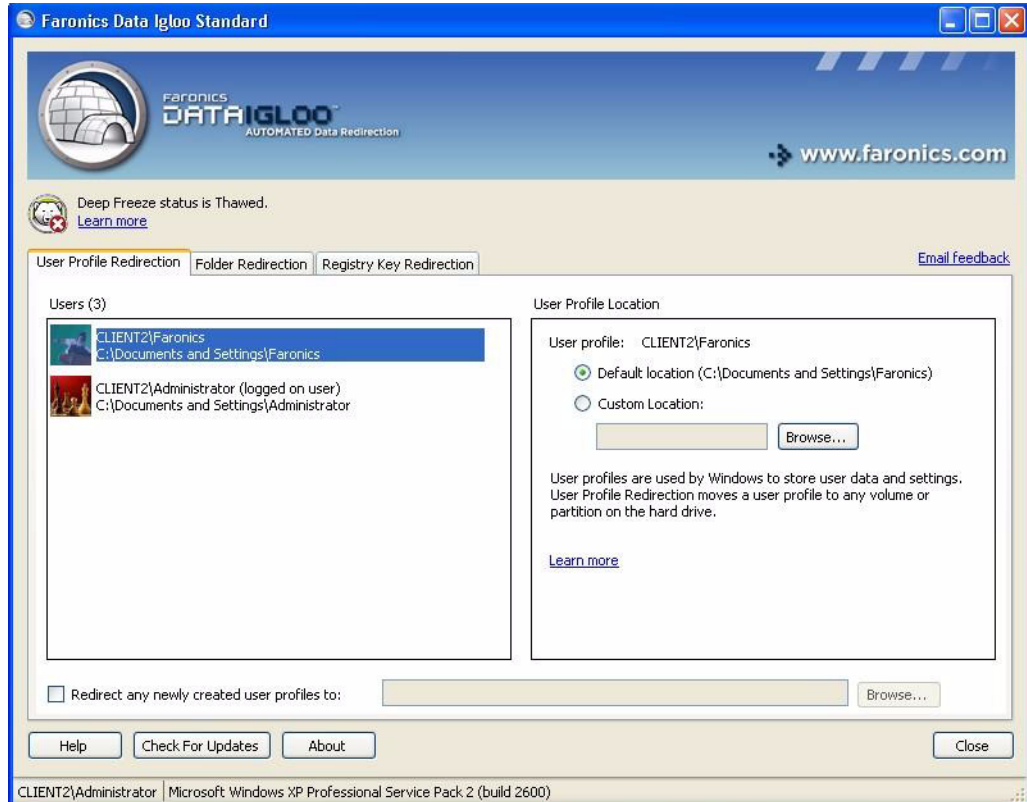 Faronics Data Igloo Standard
Faronics
DATAIGLOO™
AUTOMATED Data Redirection
www.faronics.com
Deep Freeze status is Thawed.
Learn more
User Profile Redirection
Folder Redirection
Registry Key Redirection
Email feedback
Users (3)
CLIENT2\Faronics
C:\Documents and Settings\Faronics
CLIENT2\Administrator (logged on user)
C:\Documents and Settings\Administrator
User Profile Location
User profile: CLIENT2\Faronics
Default location (C:\Documents and Settings\Faronics)
Custom Location:
Browse...
User profiles are used by Windows to store user data and settings.
User Profile Redirection moves a user profile to any volume or
partition on the hard drive.
Learn more
Redirect any newly created user profiles to:
Browse...
Help
Check For Updates
About
Close
CLIENT2\Administrator
Microsoft Windows XP Professional Service Pack 2 (build 2600)